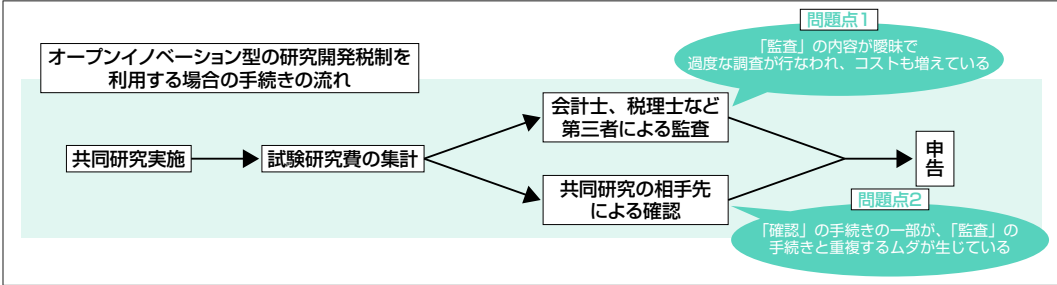 オープンイノベーション型の研究開発税制を
利用する場合の手続きの流れ
問題点1
「監査」の内容が曖昧で
過度な調査が行なわれ、コストも増えている
共同研究実施
試験研究費の集計
会計士、税理士など
第三者による監査
共同研究の相手先
による確認
申告
問題点2
「確認」の手続きの一部が、「監査」の
手続きと重複するムダが生じている